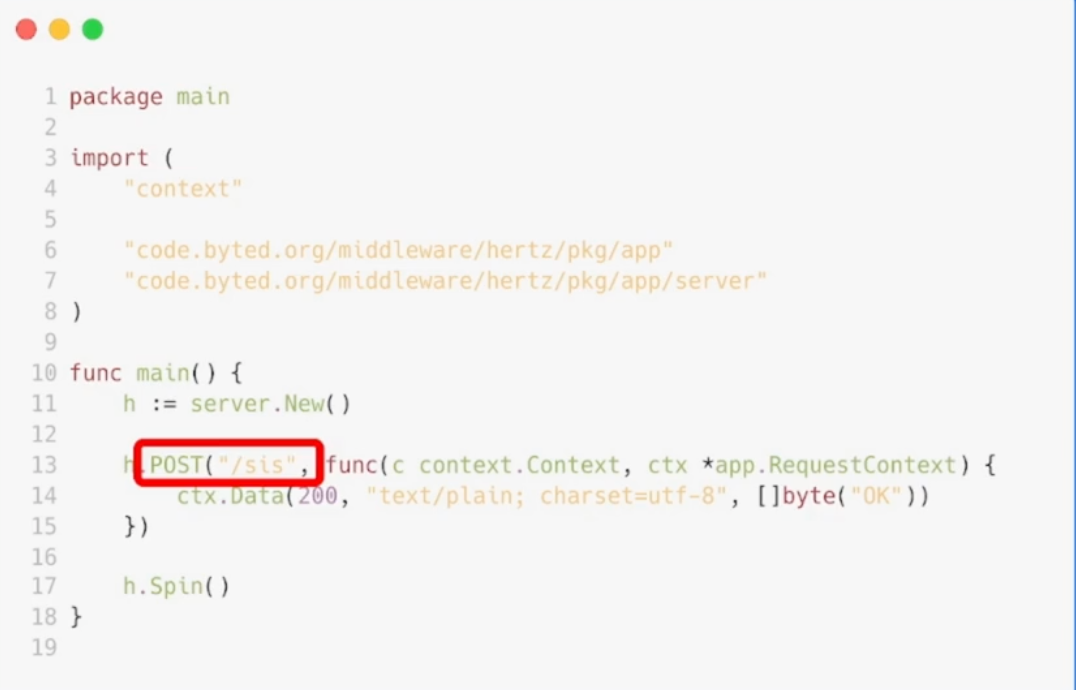 1 package main
2
3 import (
4     "context"
5
6     "code.byted.org/middleware/hertz/pkg/app"
7     "code.byted.org/middleware/hertz/pkg/app/server"
8 )
9
10 func main() {
11     h := server.New()
12
13     h.POST("/sis", func(c context.Context, ctx *app.RequestContext) {
14         ctx.Data(200, "text/plain; charset=utf-8", []byte("OK"))
15     })
16
17     h.Spin()
18 }
19